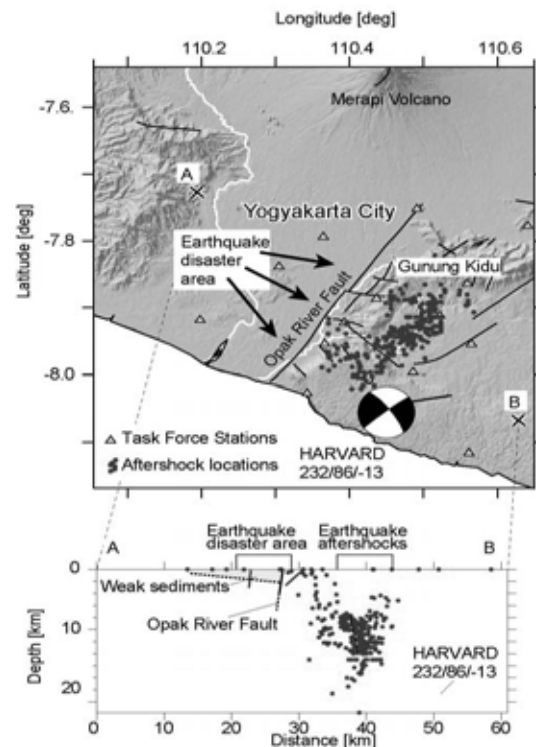 Longitude [deg]
110.2 110.4 110.6
-7.6
Merapi Volcano
A
Yogyakarta City
-7.8
Earthquake
disaster
area
Gunung Kidul
Latitude [deg]
Opak River Fault
-8.0
B
Task Force Stations
Aftershock locations
HARVARD
232/86/-13
A
Earthquake
disaster area
Earthquake
aftershocks
B
0
Weak sediments
Opak River Fault
10
HARVARD
232/86/-13
20
Depth [km]
0 10 20 30 40 50 60
Distance [km]